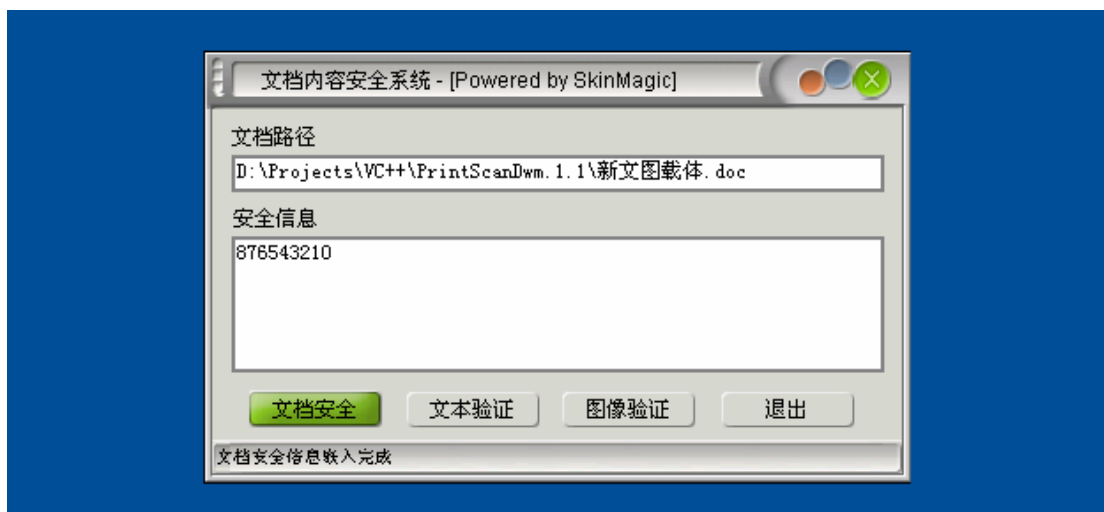 文档内容安全系统 - [Powered by SkinMagic]
文档路径
D:\Projects\VC++\PrintScanDwm.1.1\新文图载体.doc
安全信息
876543210
文档安全 文本验证 图像验证 退出
文档安全信息嵌入完成